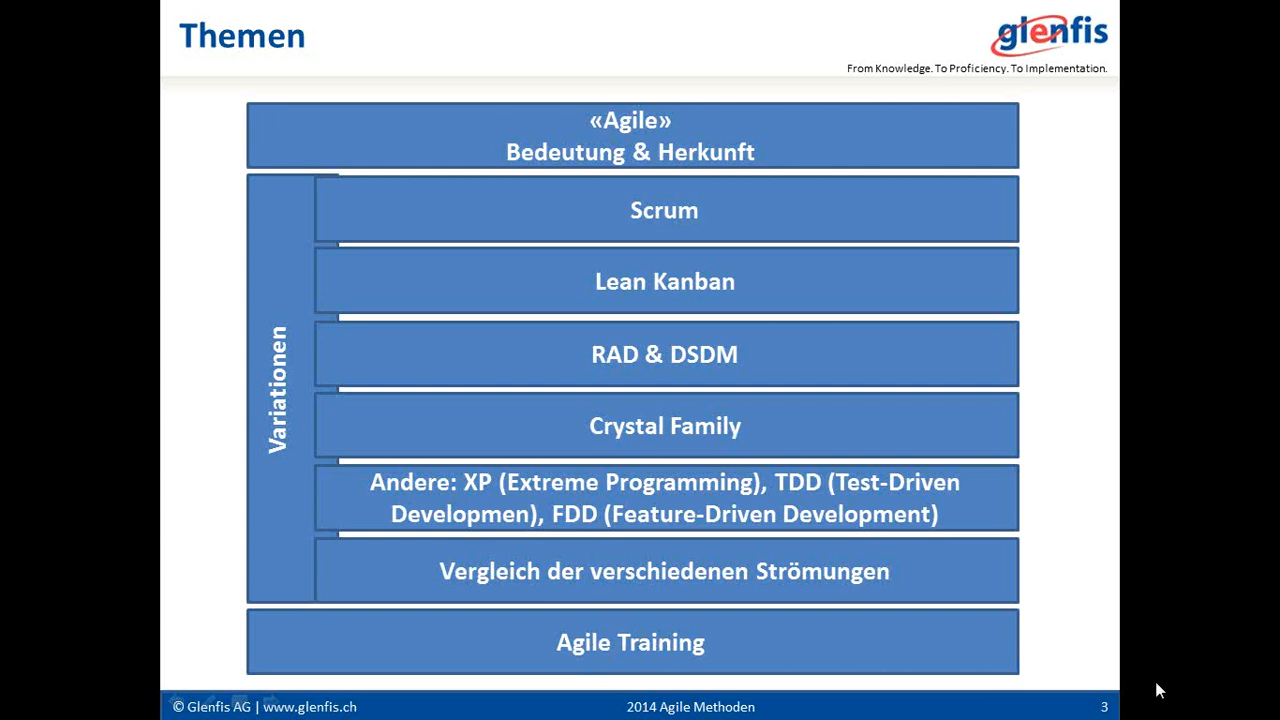 Themen
glenfis
From Knowledge. To Proficiency. To Implementation.
«Agile»
Bedeutung & Herkunft
Variationen
Scrum
Lean Kanban
RAD & DSDM
Crystal Family
Andere: XP (Extreme Programming), TDD (Test-Driven
Developmen), FDD (Feature-Driven Development)
Vergleich der verschiedenen Strömungen
Agile Training
© Glenfis AG | www.glenfis.ch
2014 Agile Methoden
3